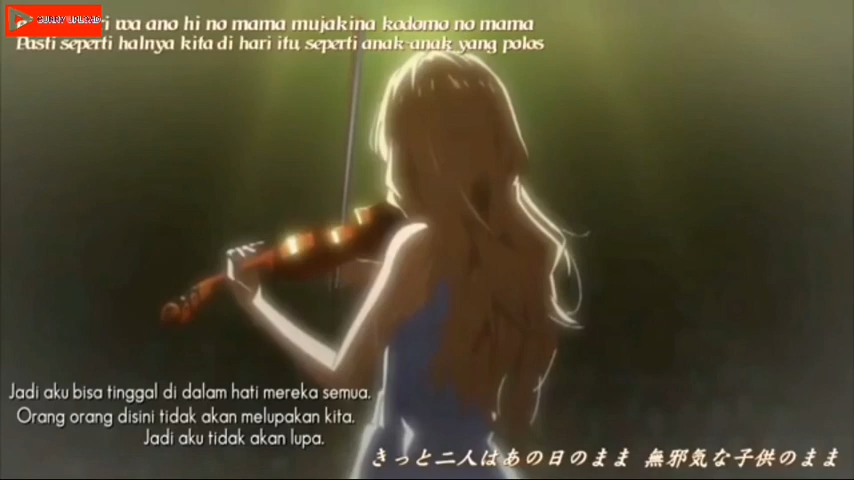 wa ano hi no mama mujakina kodomo no mama
Pasti seperti halnya kita di hari itu, seperti anak-anak yang polos
Jadi aku bisa tinggal di dalam hati mereka semua.
Orang orang disini tidak akan melupakan kita.
Jadi aku tidak akan lupa.
きっと二人はあの日のまま 無邪気な子供のまま